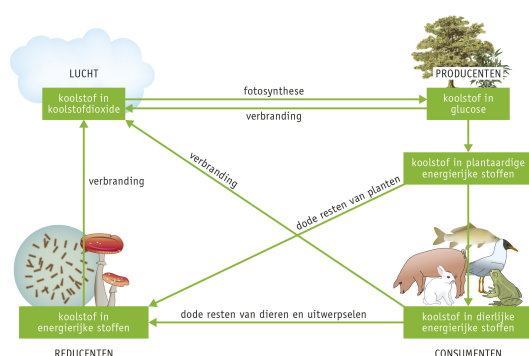 LUCHT
PRODUCENTEN
koolstof in
koolstofdioxide
fotosynthese
verbranding
koolstof in
glucose
koolstof in plantaardige
energierijke stoffen
verbranding
verbranding
dode resten van planten
koolstof in
energierijke stoffen
dode resten van dieren en uitwerpselen
koolstof in dierlijke
energierijke stoffen
REDUCENTEN
CONSUMENTEN